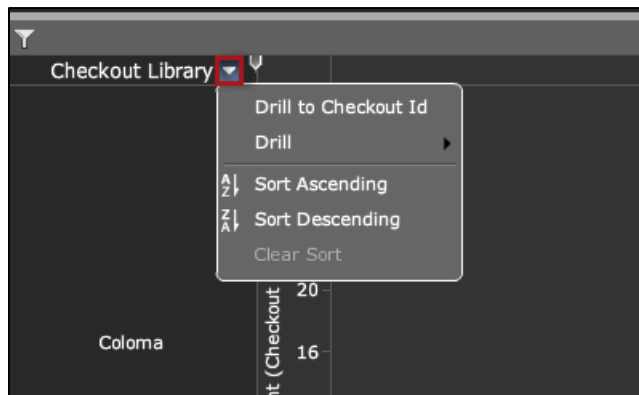 Checkout Library
Drill to Checkout Id
Drill
Sort Ascending
Sort Descending
Clear Sort
20
Coloma
16
(Checkout